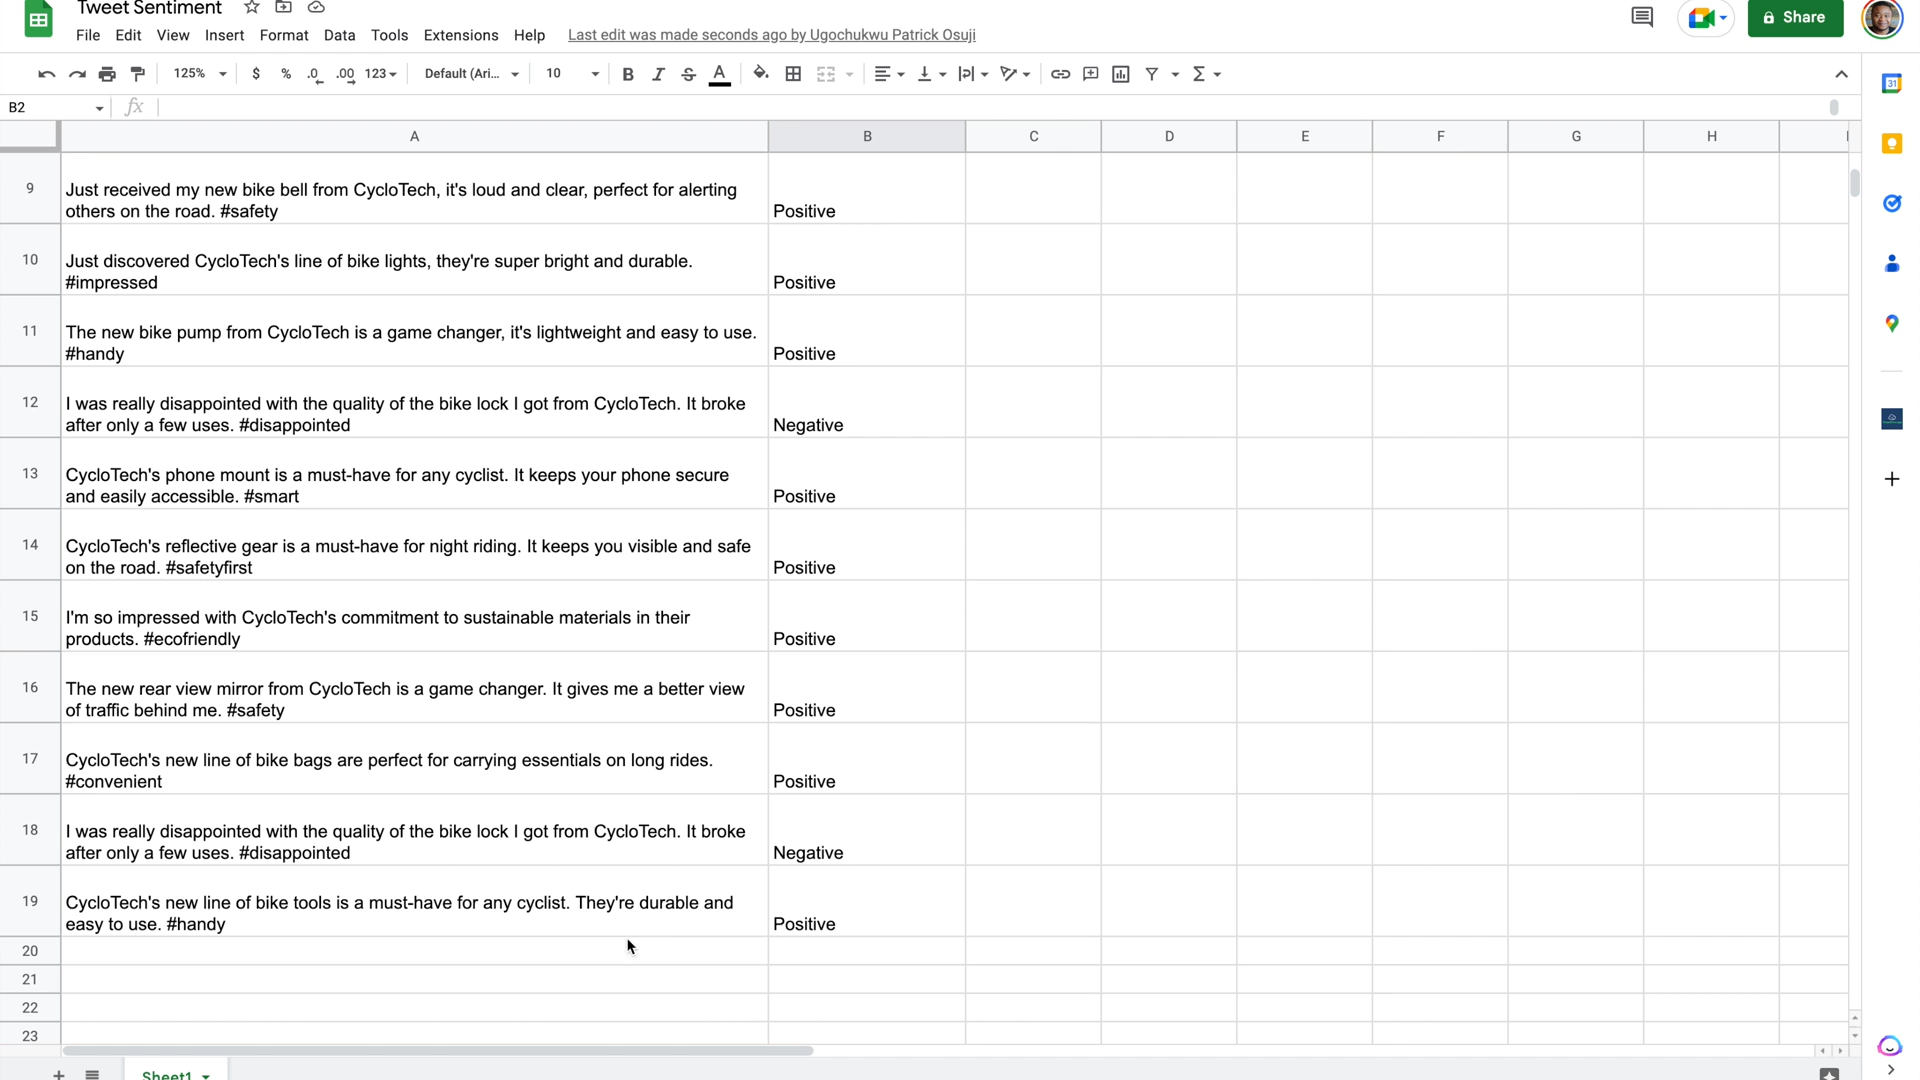 Tweet Sentiment
File Edit View Insert Format Data Tools Extensions Help Last edit was made seconds ago by Ugochukwu Patrick Osuji
Share
125% $ % .0 .00 123 Default (Ari... 10 B I S A Σ
B2 fx
A B C D E F G H
9 Just received my new bike bell from CycloTech, it's loud and clear, perfect for alerting
others on the road. #safety Positive
10 Just discovered CycloTech's line of bike lights, they're super bright and durable.
#impressed Positive
11 The new bike pump from CycloTech is a game changer, it's lightweight and easy to use.
#handy Positive
12 I was really disappointed with the quality of the bike lock I got from CycloTech. It broke
after only a few uses. #disappointed Negative
13 CycloTech's phone mount is a must-have for any cyclist. It keeps your phone secure
and easily accessible. #smart Positive
14 CycloTech's reflective gear is a must-have for night riding. It keeps you visible and safe
on the road. #safetyfirst Positive
15 I'm so impressed with CycloTech's commitment to sustainable materials in their
products. #ecofriendly Positive
16 The new rear view mirror from CycloTech is a game changer. It gives me a better view
of traffic behind me. #safety Positive
17 CycloTech's new line of bike bags are perfect for carrying essentials on long rides.
#convenient Positive
18 I was really disappointed with the quality of the bike lock I got from CycloTech. It broke
after only a few uses. #disappointed Negative
19 CycloTech's new line of bike tools is a must-have for any cyclist. They're durable and
easy to use. #handy Positive
20
21
22
23
Sheet1